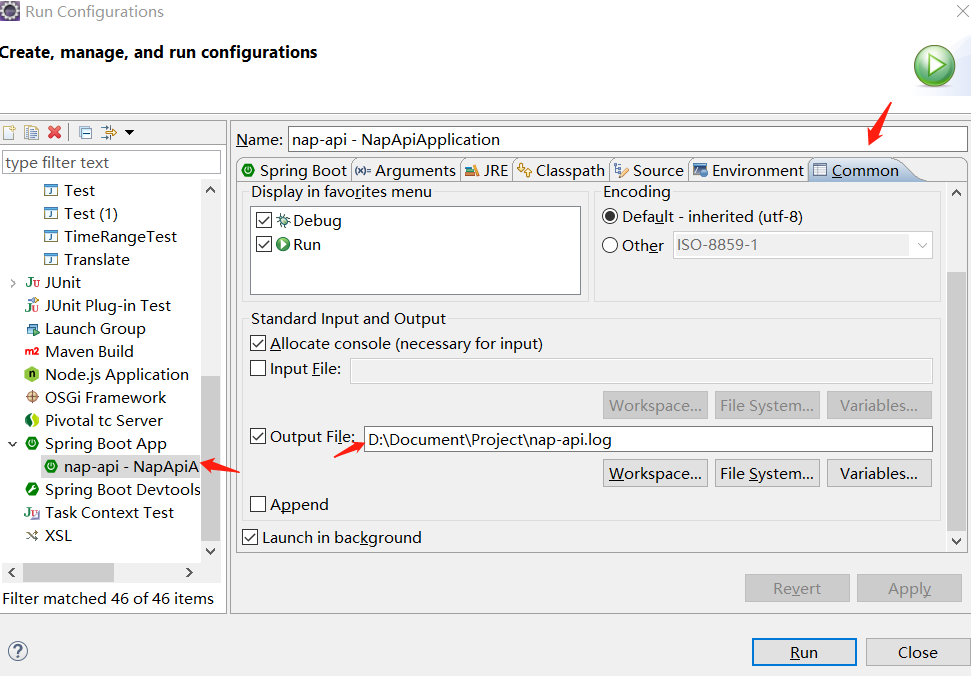 Run Configurations
Create, manage, and run configurations
type filter text
Test
Test (1)
TimeRangeTest
Translate
JUnit
JUnit Plug-in Test
Launch Group
Maven Build
Node.js Application
OSGi Framework
Pivotal tc Server
Spring Boot App
nap-api - NapApiA
Spring Boot Devtools
Task Context Test
XSL
Filter matched 46 of 46 items
Name: nap-api - NapApiApplication
Spring Boot Arguments JRE Classpath Source Environment Common
Display in favorites menu
Debug
Run
Encoding
Default - inherited (utf-8)
Other ISO-8859-1
Standard Input and Output
Allocate console (necessary for input)
Input File:
Workspace... File System... Variables...
Output File: D:\Document\Project\nap-api.log
Workspace... File System... Variables...
Append
Launch in background
Revert Apply
Run Close